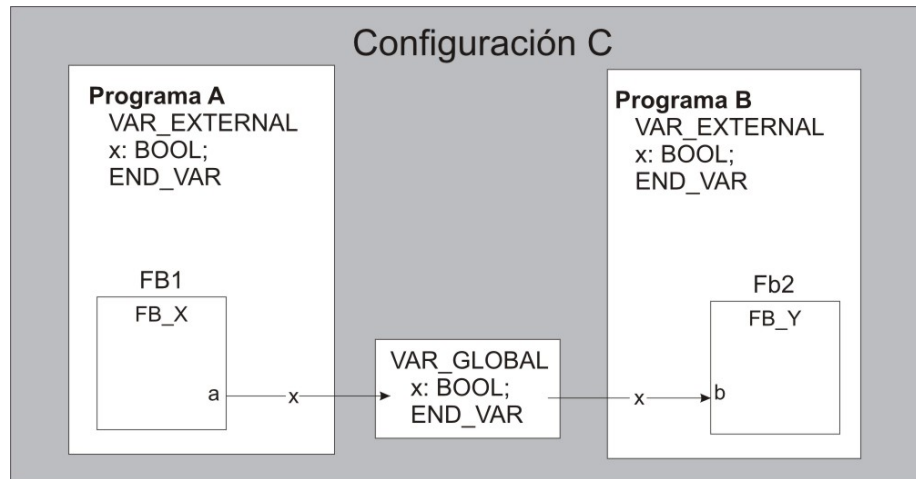 Configuración C
Programa A
VAR_EXTERNAL
x: BOOL;
END_VAR
FB1
FB_X
a
x
VAR_GLOBAL
x: BOOL;
END_VAR
Programa B
VAR_EXTERNAL
x: BOOL;
END_VAR
Fb2
FB_Y
x
b